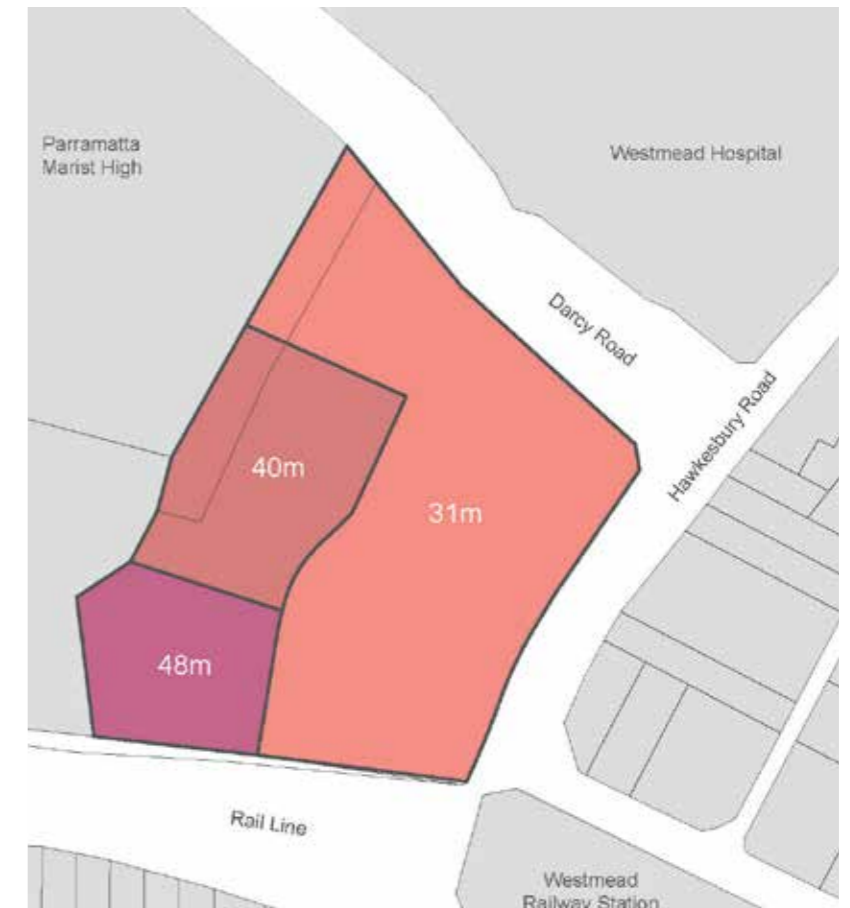 Parramatta
Marist High
Westmead Hospital
Darcy Road
Hawkesbury Road
40m
31m
48m
Rail Line
Westmead
Railway Station